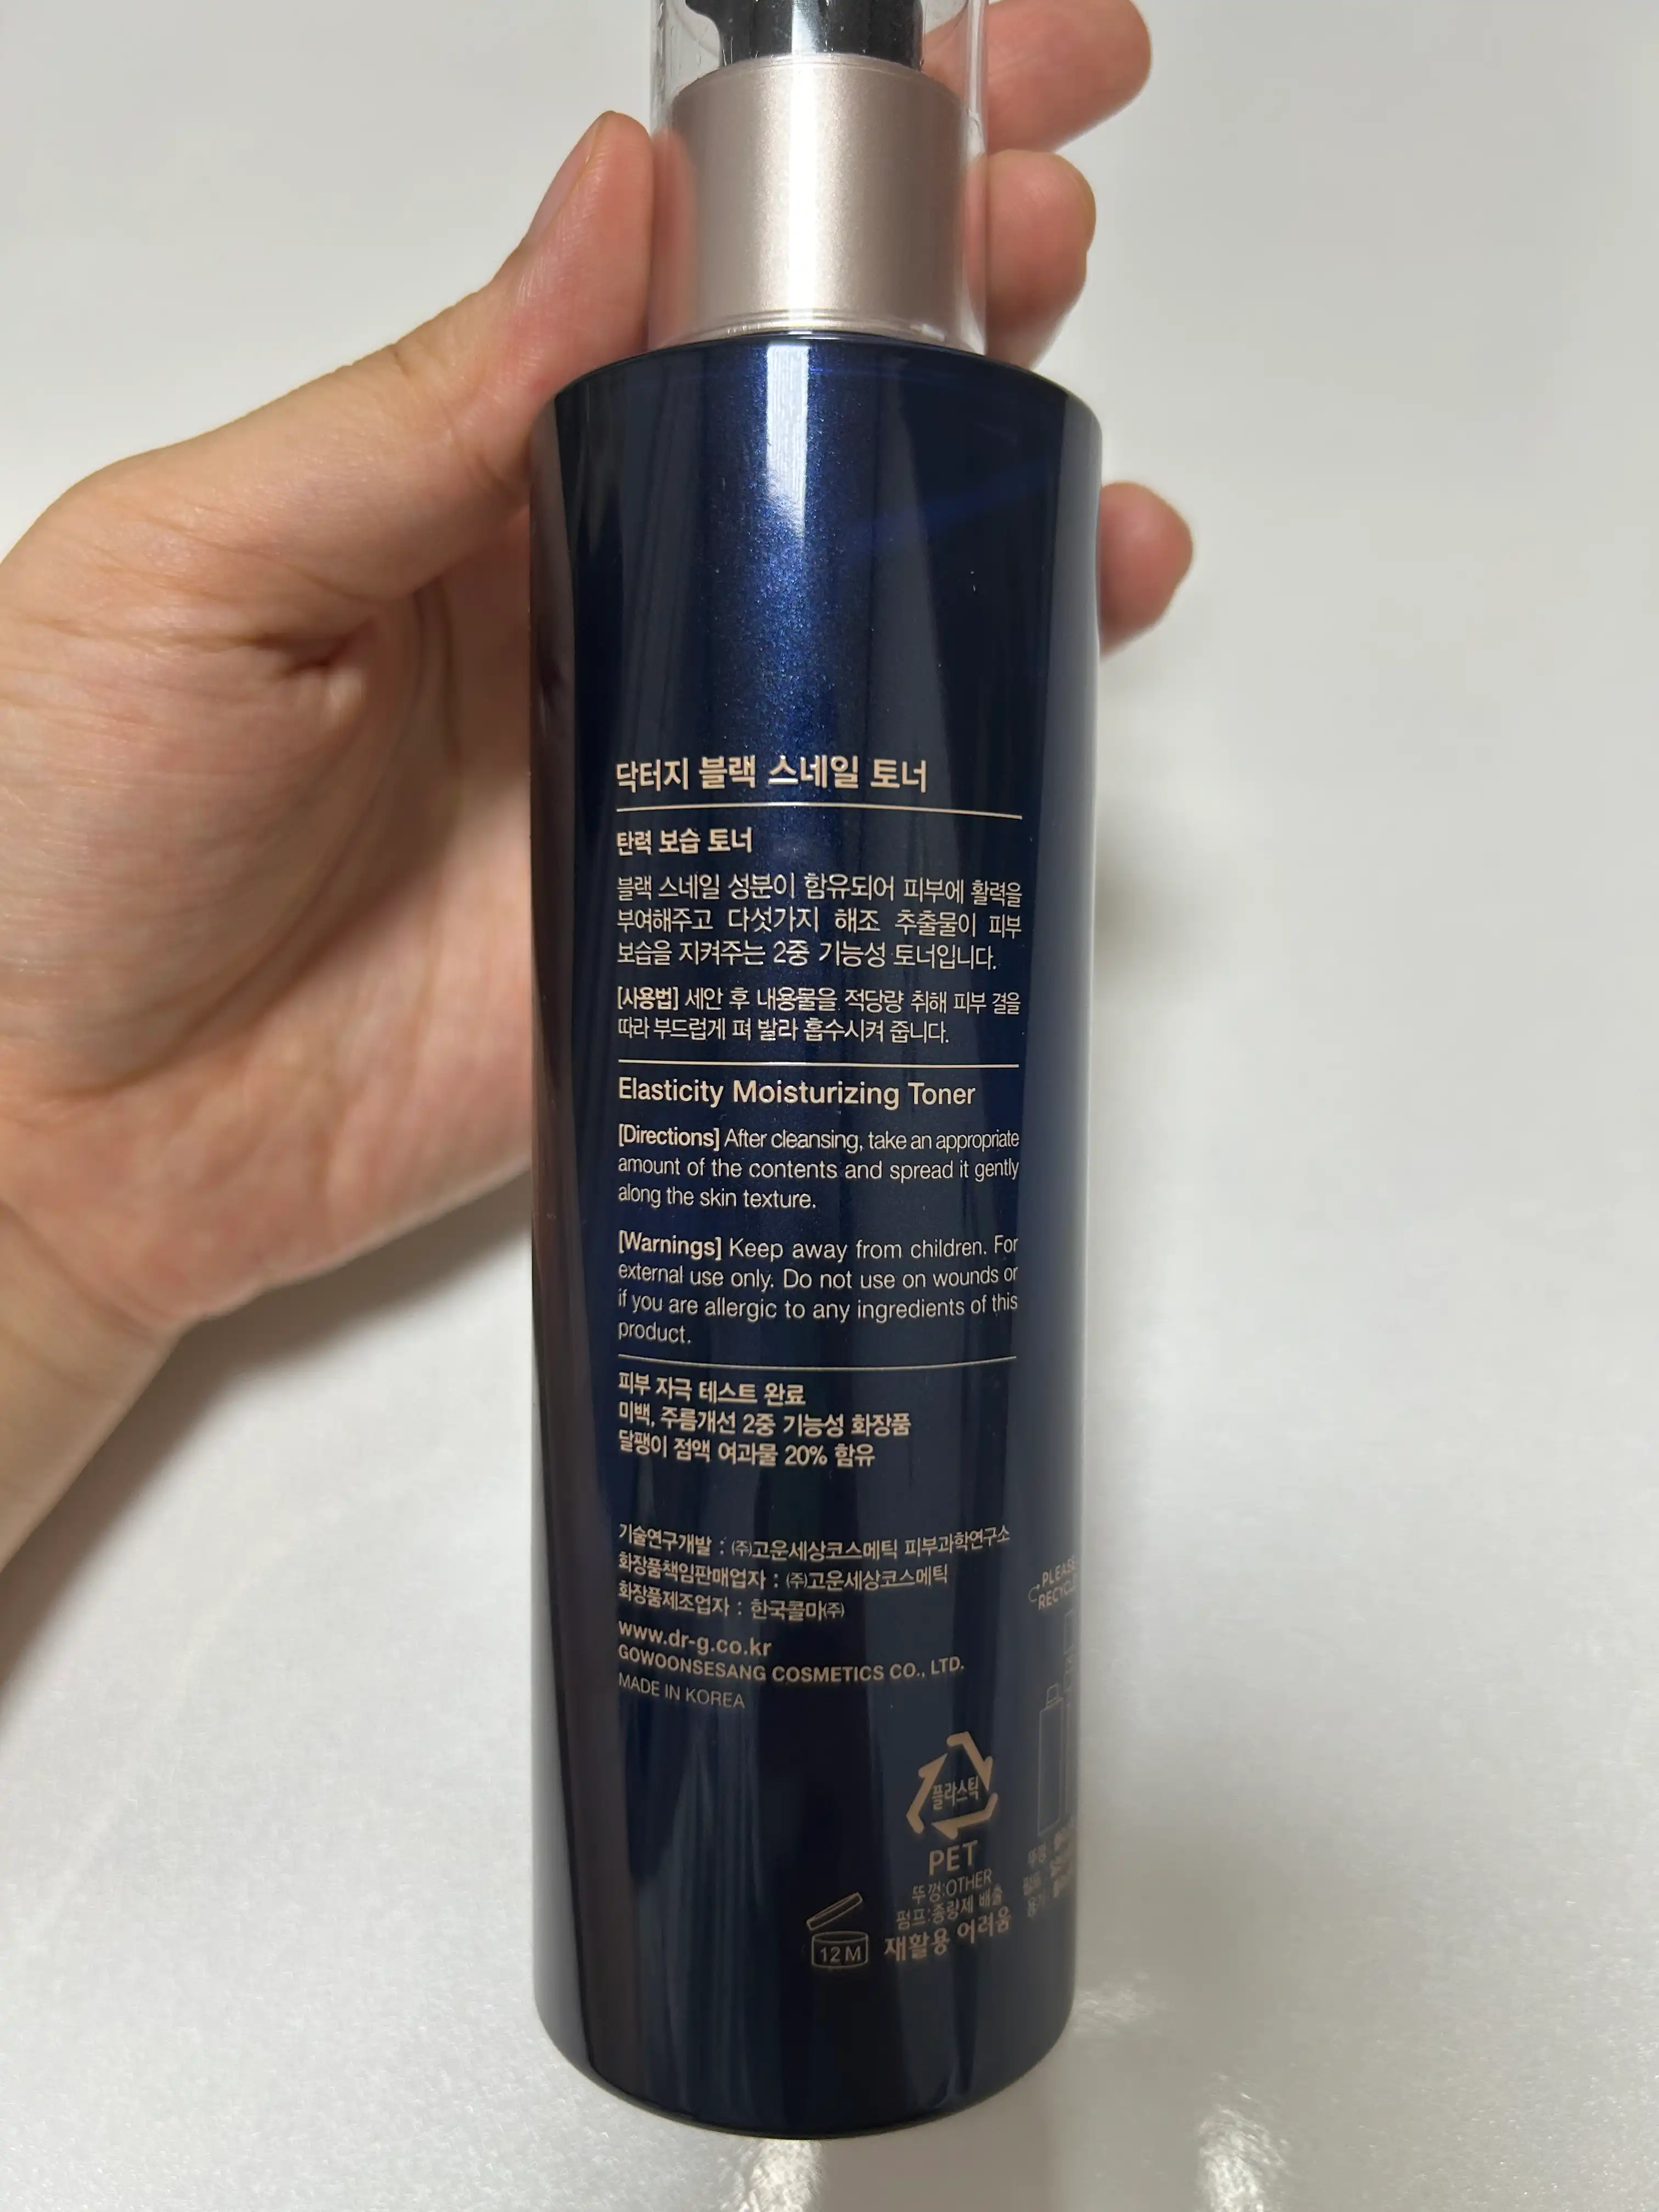 닥터지 블랙 스네일 토너
탄력 보습 토너
블랙 스네일 성분이 함유되어 피부에 활력을
부여해주고 다섯가지 해조 추출물이 피부
보습을 지켜주는 2중 기능성 토너입니다.
[사용법] 세안 후 내용물을 적당량 취해 피부 결을
따라 부드럽게 펴 발라 흡수시켜 줍니다.
Elasticity Moisturizing Toner
[Directions] After cleansing, take an appropriate
amount of the contents and spread it gently
along the skin texture.
[Warnings] Keep away from children. For
external use only. Do not use on wounds or
if you are allergic to any ingredients of this
product.
피부 자극 테스트 완료
미백, 주름개선 2중 기능성 화장품
달팽이 점액 여과물 20% 함유
기술연구개발 : ㈜고운세상코스메틱 피부과학연구소
화장품책임판매업자 : ㈜고운세상코스메틱
화장품제조업자 : 한국콜마㈜
www.dr-g.co.kr
GOWOONSESANG COSMETICS CO., LTD.
MADE IN KOREA
PLEASE
플라스틱
PET
뚜껑:OTHER
펌프:종량제 배출
재활용 어려움
12M